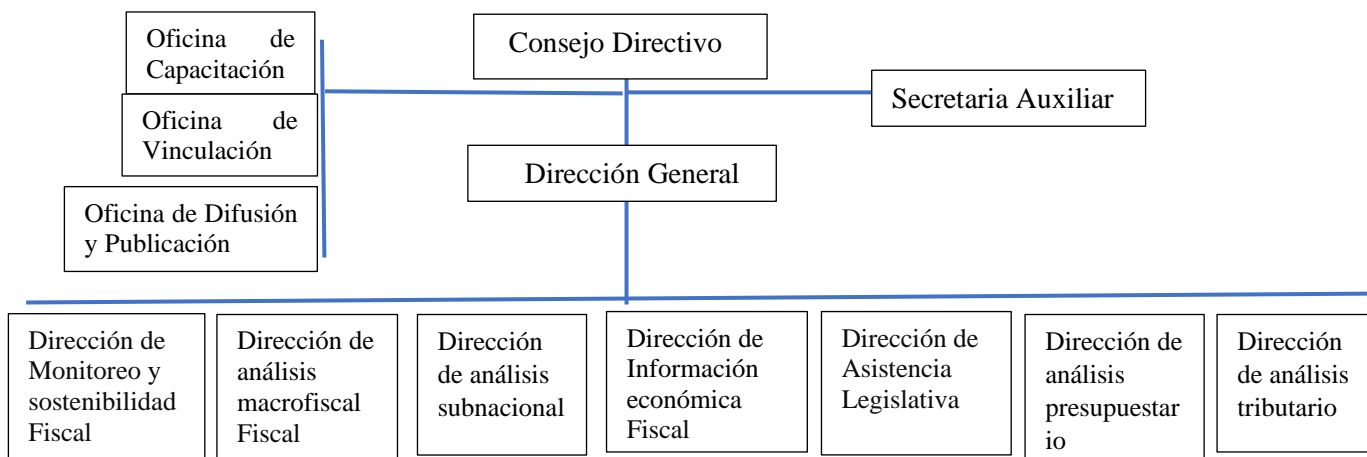 Oficina de
Capacitación
Consejo Directivo
Secretaria Auxiliar
Oficina de
Vinculación
Dirección General
Oficina de Difusión
y Publicación
Dirección de
Monitoreo y
sostenibilidad
Fiscal
Dirección de
análisis
macrofiscal
Fiscal
Dirección
de análisis
subnacional
Dirección de
Información
económica
Fiscal
Dirección de
Asistencia
Legislativa
Dirección de
análisis
presupuestar
io
Dirección
de análisis
tributario